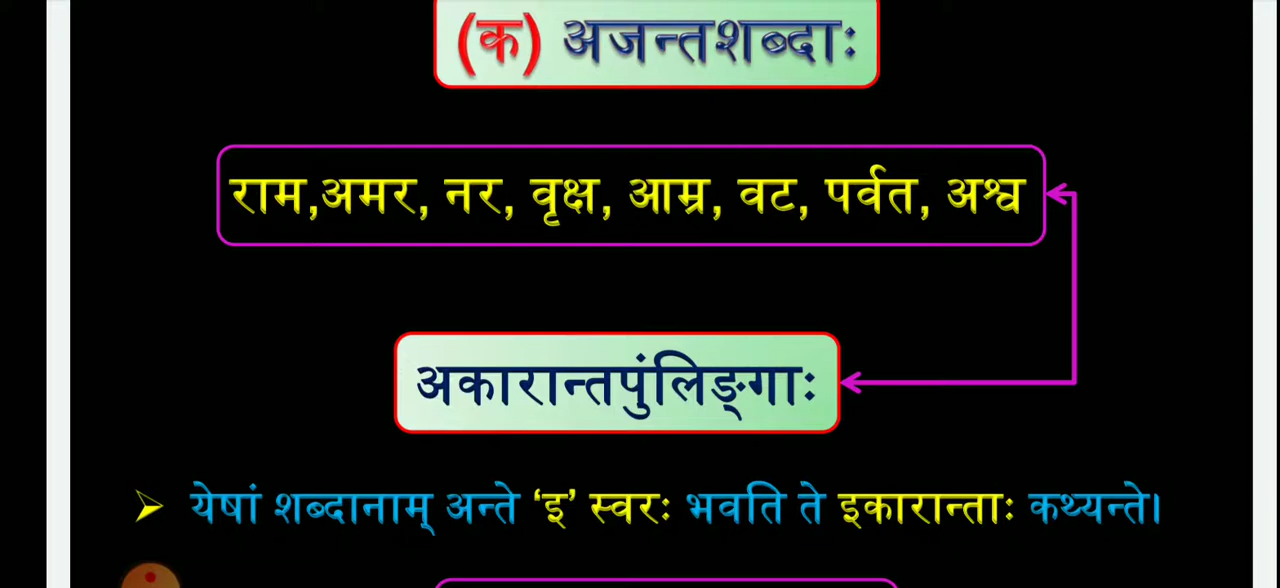 (क) अजन्तशब्दाः
राम,अमर, नर, वृक्ष, आम्र, वट, पर्वत, अश्व
अकारान्तपुंलिङ्गाः
येषां शब्दानाम् अन्ते ‘इ’ स्वरः भवति ते इकारान्ताः कथ्यन्ते।